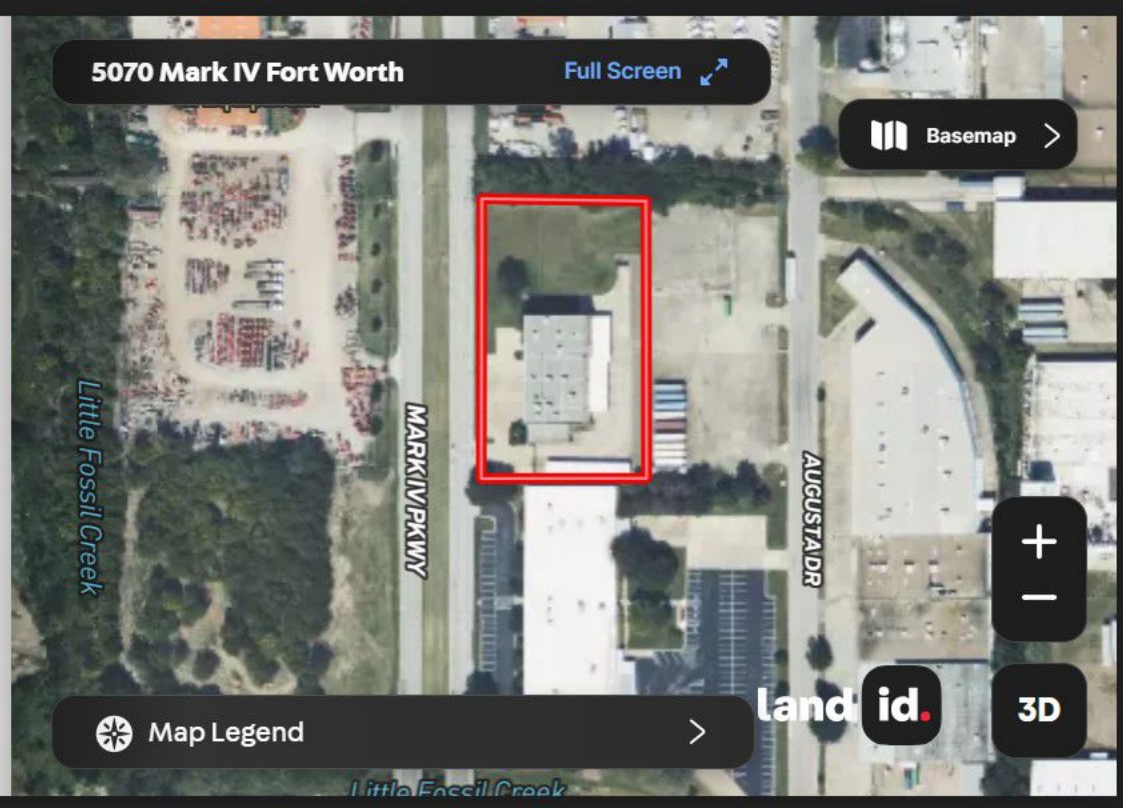 5070 Mark IV Fort Worth
Full Screen
Basemap
Little Fossil Creek
MARK IV PKWY
AUGUSTA DR
land id.
3D
Map Legend
Little Fossil Creek